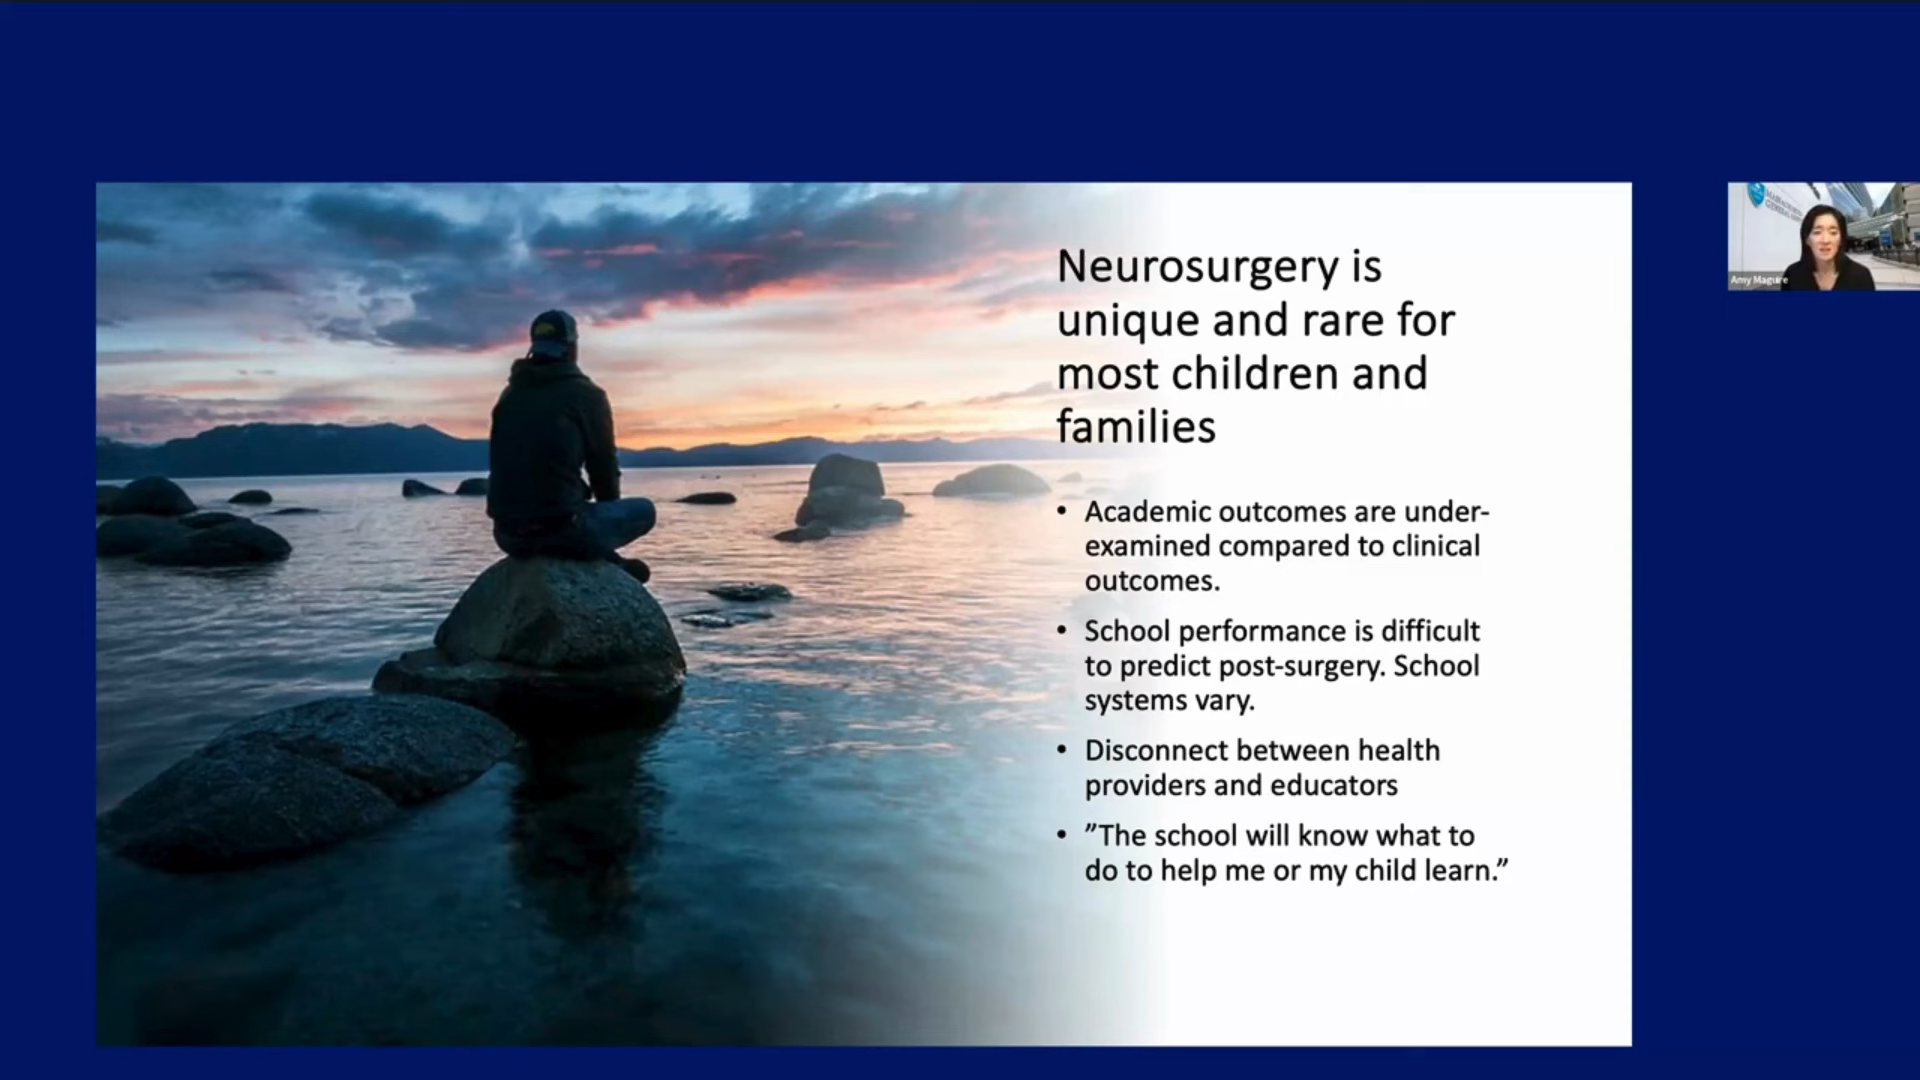 Neurosurgery is
unique and rare for
most children and
families
• Academic outcomes are under-
examined compared to clinical
outcomes.
• School performance is difficult
to predict post-surgery. School
systems vary.
• Disconnect between health
providers and educators
• ”The school will know what to
do to help me or my child learn.”
MASSACHUSETTS
GENERAL
Amy Maguire